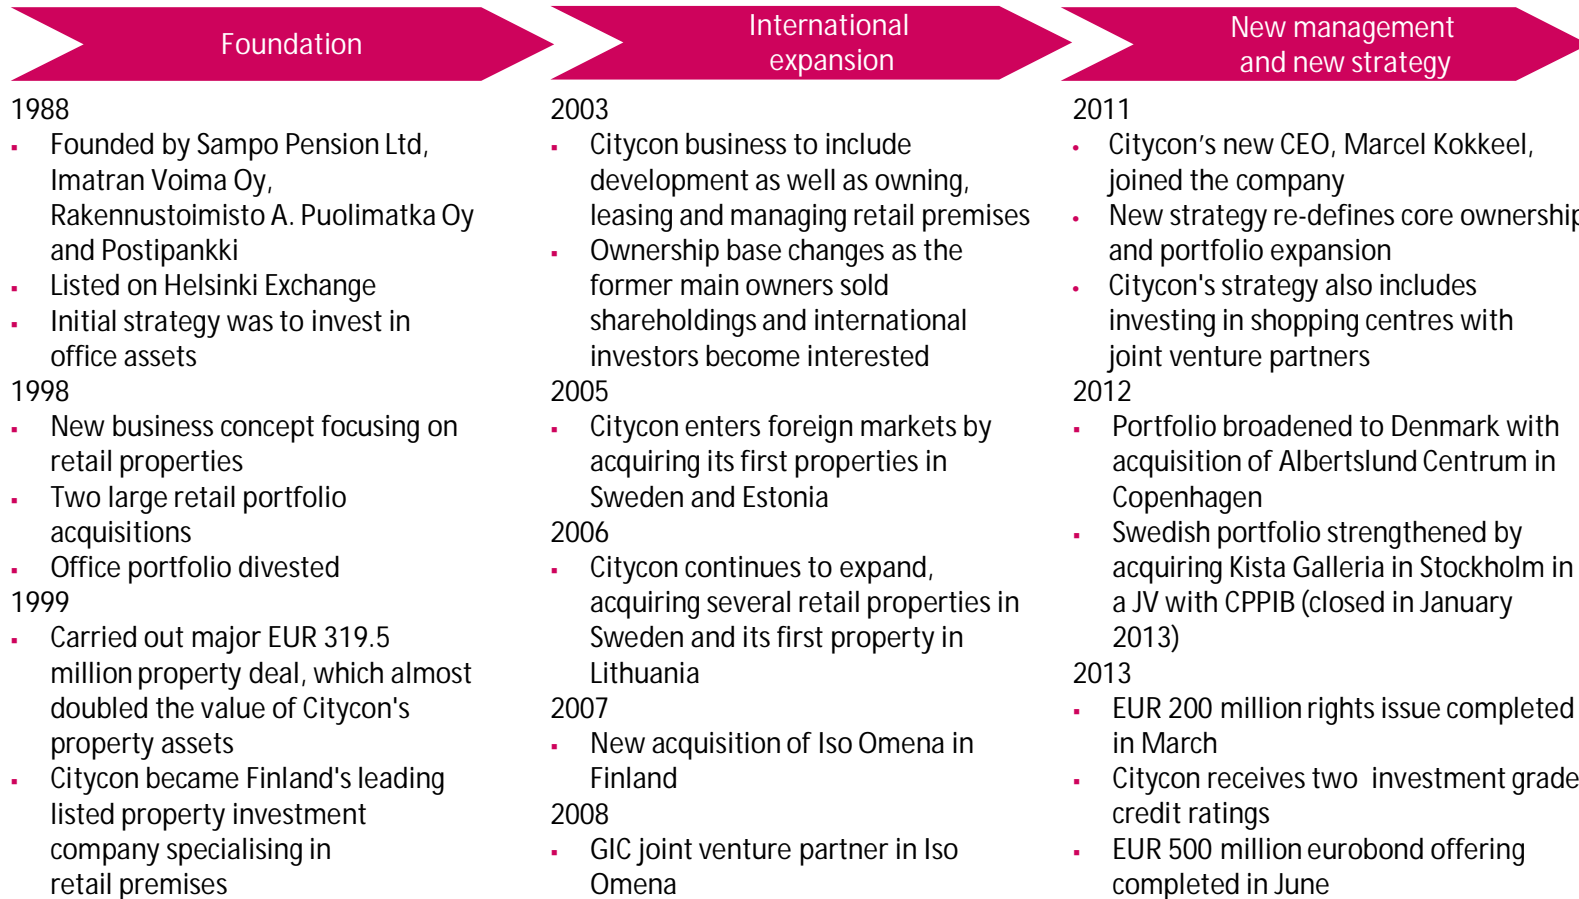 Foundation
1988
▪ Founded by Sampo Pension Ltd,
Imatran Voima Oy,
Rakennustoimisto A. Puolimatka Oy
and Postipankki
▪ Listed on Helsinki Exchange
▪ Initial strategy was to invest in
office assets
1998
▪ New business concept focusing on
retail properties
▪ Two large retail portfolio
acquisitions
▪ Office portfolio divested
1999
▪ Carried out major EUR 319.5
million property deal, which almost
doubled the value of Citycon's
property assets
▪ Citycon became Finland's leading
listed property investment
company specialising in
retail premises
International
expansion
2003
▪ Citycon business to include
development as well as owning,
leasing and managing retail premises
▪ Ownership base changes as the
former main owners sold
shareholdings and international
investors become interested
2005
▪ Citycon enters foreign markets by
acquiring its first properties in
Sweden and Estonia
2006
▪ Citycon continues to expand,
acquiring several retail properties in
Sweden and its first property in
Lithuania
2007
▪ New acquisition of Iso Omena in
Finland
2008
▪ GIC joint venture partner in Iso
Omena
New management
and new strategy
2011
• Citycon’s new CEO, Marcel Kokkeel,
joined the company
• New strategy re-defines core ownership
and portfolio expansion
• Citycon's strategy also includes
investing in shopping centres with
joint venture partners
2012
▪ Portfolio broadened to Denmark with
acquisition of Albertslund Centrum in
Copenhagen
▪ Swedish portfolio strengthened by
acquiring Kista Galleria in Stockholm in
a JV with CPPIB (closed in January
2013)
2013
▪ EUR 200 million rights issue completed
in March
▪ Citycon receives two investment grade
credit ratings
▪ EUR 500 million eurobond offering
completed in June